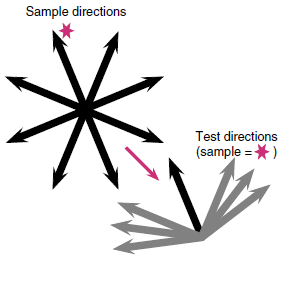 Sample directions
Test directions
(sample = ✶ )